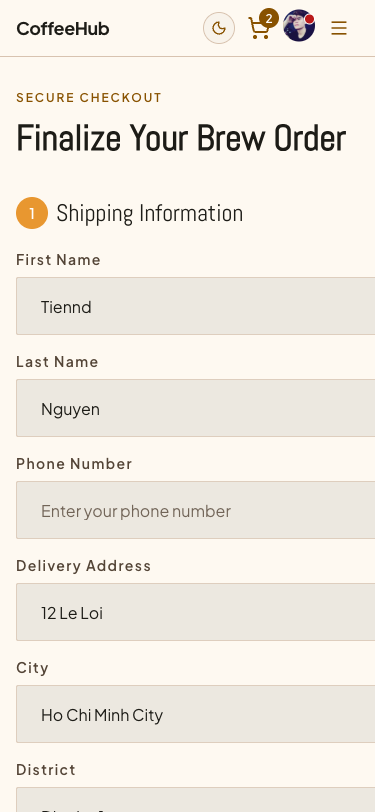 CoffeeHub
2
SECURE CHECKOUT
Finalize Your Brew Order
1 Shipping Information
First Name
Tiennd
Last Name
Nguyen
Phone Number
Enter your phone number
Delivery Address
12 Le Loi
City
Ho Chi Minh City
District